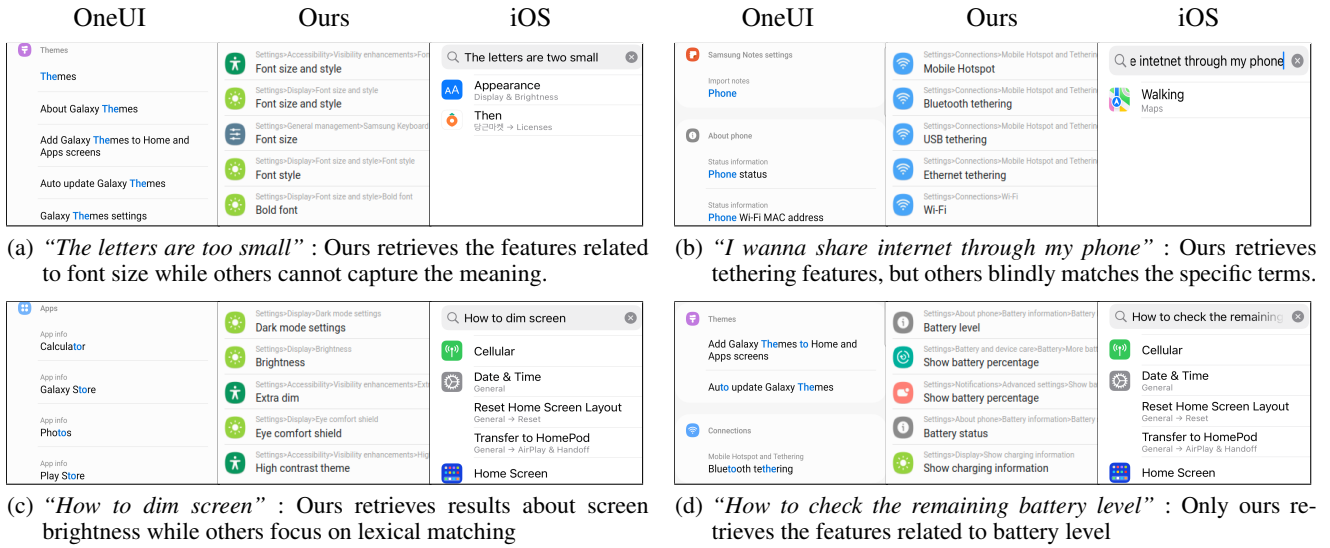 OneUI Ours iOS
OneUI Ours iOS
Themes
Themes
About Galaxy Themes
Add Galaxy Themes to Home and
Apps screens
Auto update Galaxy Themes
Galaxy Themes settings
Settings>Accessibility>Visibility enhancements>Fon
Font size and style
Settings>Display>Font size and style
Font size and style
Settings>General management>Samsung Keyboard
Font size
Settings>Display>Font size and style>Font style
Font style
Settings>Display>Font size and style>Bold font
Bold font
The letters are two small
Appearance
Display & Brightness
Then
당근마켓 → Licenses
(a) “The letters are too small” : Ours retrieves the features related
to font size while others cannot capture the meaning.
Samsung Notes settings
Import notes
Phone
About phone
Status information
Phone status
Status information
Phone Wi-Fi MAC address
Settings>Connections>Mobile Hotspot and Tetherin
Mobile Hotspot
Settings>Connections>Mobile Hotspot and Tetherin
Bluetooth tethering
Settings>Connections>Mobile Hotspot and Tetherin
USB tethering
Settings>Connections>Mobile Hotspot and Tetherin
Ethernet tethering
Settings>Connections>Wi-Fi
Wi-Fi
e intetnet through my phone
Walking
Maps
(b) “I wanna share internet through my phone” : Ours retrieves
tethering features, but others blindly matches the specific terms.
Apps
App info
Calculator
App info
Galaxy Store
App info
Photos
App info
Play Store
Settings>Display>Dark mode settings
Dark mode settings
Settings>Display>Brightness
Brightness
Settings>Accessibility>Visibility enhancements>Extr
Extra dim
Settings>Display>Eye comfort shield
Eye comfort shield
Settings>Accessibility>Visibility enhancements>Hig
High contrast theme
How to dim screen
Cellular
Date & Time
General
Reset Home Screen Layout
General → Reset
Transfer to HomePod
General → AirPlay & Handoff
Home Screen
(c) “How to dim screen” : Ours retrieves results about screen
brightness while others focus on lexical matching
Themes
Add Galaxy Themes to Home and
Apps screens
Auto update Galaxy Themes
Connections
Mobile Hotspot and Tethering
Bluetooth tethering
Settings>About phone>Battery information>Battery
Battery level
Settings>Battery and device care>Battery>More batt
Show battery percentage
Settings>Notifications>Advanced settings>Show ba
Show battery percentage
Settings>About phone>Battery information>Battery
Battery status
Settings>Display>Show charging information
Show charging information
How to check the remaining
Cellular
Date & Time
General
Reset Home Screen Layout
General → Reset
Transfer to HomePod
General → AirPlay & Handoff
Home Screen
(d) “How to check the remaining battery level” : Only ours re-
trieves the features related to battery level